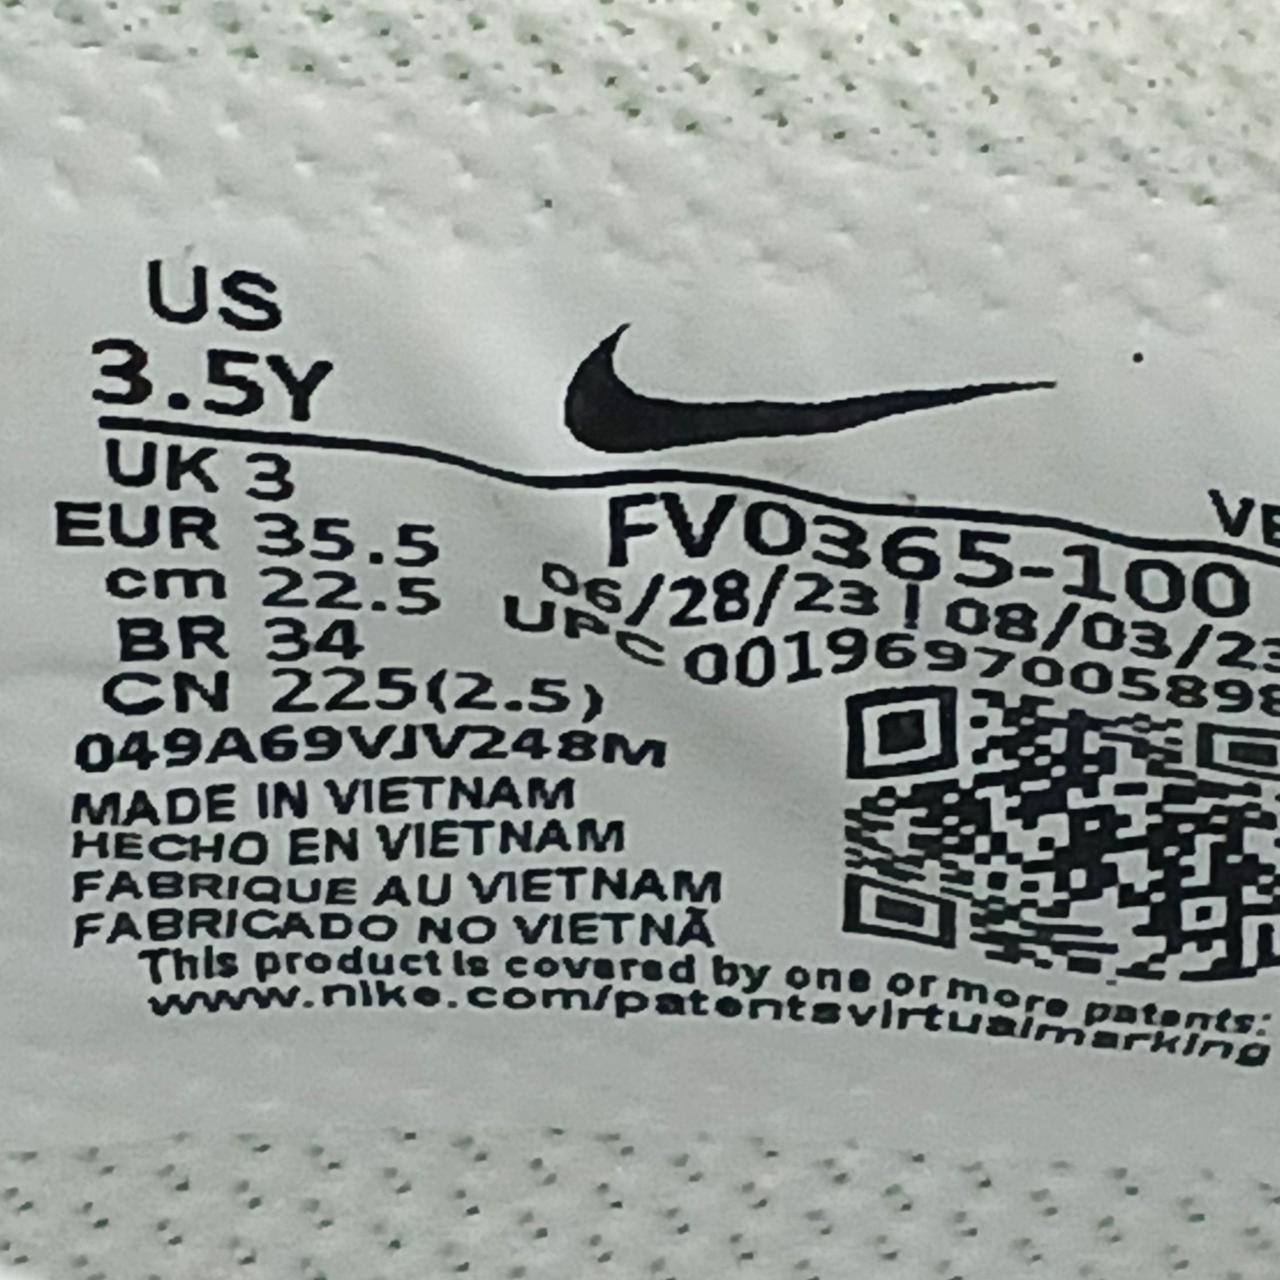 US
3.5Y
UK 3
EUR 35.5
cm 22.5
BR 34
CN 225(2.5)
VE
FV0365-100
06/28/23 | 08/03/23
UPC 0019697005898
049A69VJV248M
MADE IN VIETNAM
HECHO EN VIETNAM
FABRIQUE AU VIETNAM
FABRICADO NO VIETNÃ
This product is covered by one or more patents:
www.nike.com/patentsvirtualmarking